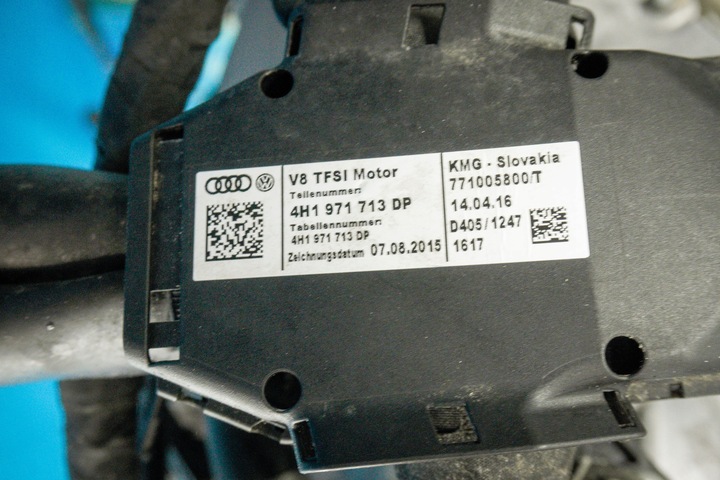 V8 TFSI Motor
Teilenummer:
4H1 971 713 DP
Tabellennummer:
4H1 971 713 DP
Zeichnungsdatum 07.08.2015
KMG - Slovakia
771005800/T
14.04.16
D405/1247
1617